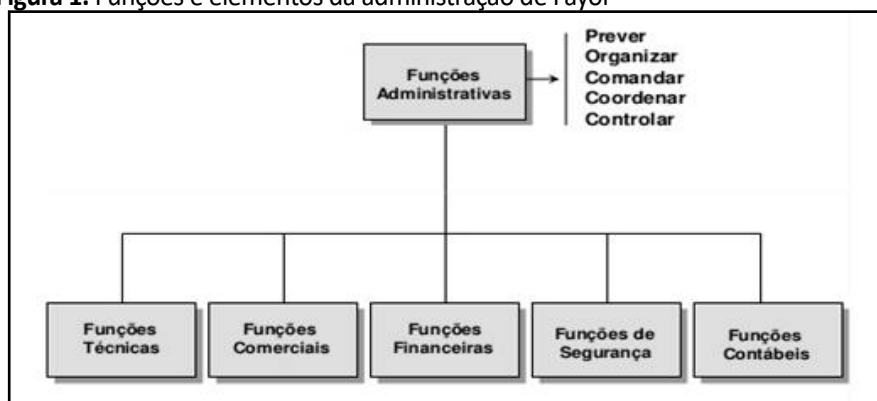 Figura 1. Funções e elementos da administração de Fayol
Funções
Administrativas
Prever
Organizar
Comandar
Coordenar
Controlar
Funções
Técnicas
Funções
Comerciais
Funções
Financeiras
Funções de
Segurança
Funções
Contábeis